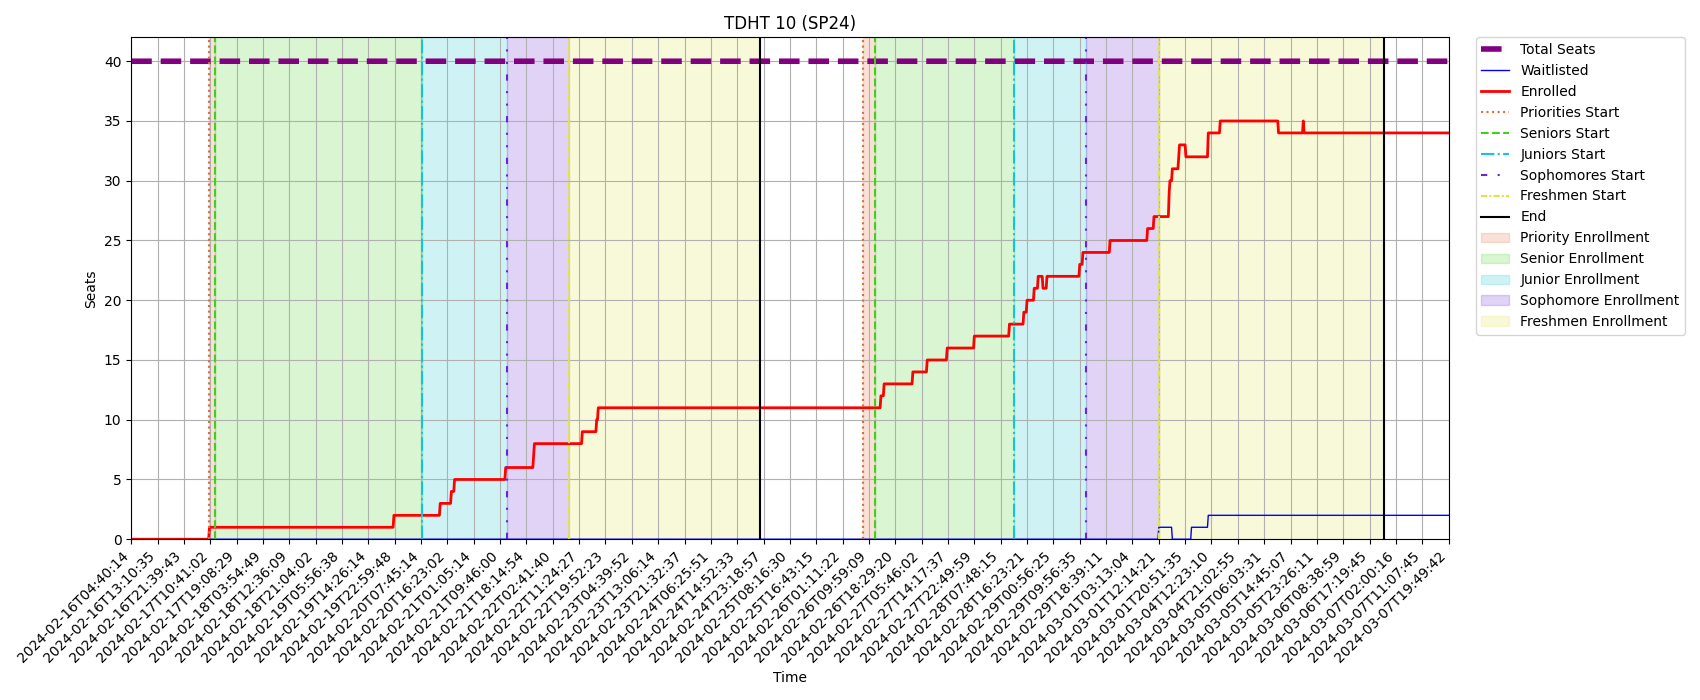 TDHT 10 (SP24)
40
35
30
25
20
15
10
5
0
Seats
2024-02-16T04:40:14
2024-02-16T13:10:35
2024-02-16T21:39:43
2024-02-17T10:41:02
2024-02-17T19:08:29
2024-02-18T03:54:49
2024-02-18T12:36:09
2024-02-18T21:04:02
2024-02-19T05:56:38
2024-02-19T14:26:14
2024-02-19T22:59:48
2024-02-20T07:45:14
2024-02-20T16:23:02
2024-02-21T01:05:14
2024-02-21T09:46:00
2024-02-21T18:14:54
2024-02-22T02:41:40
2024-02-22T11:24:27
2024-02-22T19:52:23
2024-02-23T04:39:52
2024-02-23T13:06:14
2024-02-23T21:32:37
2024-02-24T06:25:51
2024-02-24T14:52:33
2024-02-24T23:18:57
2024-02-25T08:16:30
2024-02-25T16:43:15
2024-02-26T01:11:22
2024-02-26T09:59:09
2024-02-26T18:29:20
2024-02-27T05:46:02
2024-02-27T14:17:37
2024-02-27T22:49:59
2024-02-28T07:48:15
2024-02-28T16:23:21
2024-02-29T00:56:25
2024-02-29T09:56:35
2024-02-29T18:39:11
2024-03-01T03:13:04
2024-03-01T12:14:21
2024-03-01T20:51:35
2024-03-04T12:23:10
2024-03-04T21:02:55
2024-03-05T06:03:31
2024-03-05T14:45:07
2024-03-05T23:26:11
2024-03-06T08:38:59
2024-03-06T17:19:45
2024-03-07T02:00:16
2024-03-07T11:07:45
2024-03-07T19:49:42
Time
Total Seats
Waitlisted
Enrolled
Priorities Start
Seniors Start
Juniors Start
Sophomores Start
Freshmen Start
End
Priority Enrollment
Senior Enrollment
Junior Enrollment
Sophomore Enrollment
Freshmen Enrollment